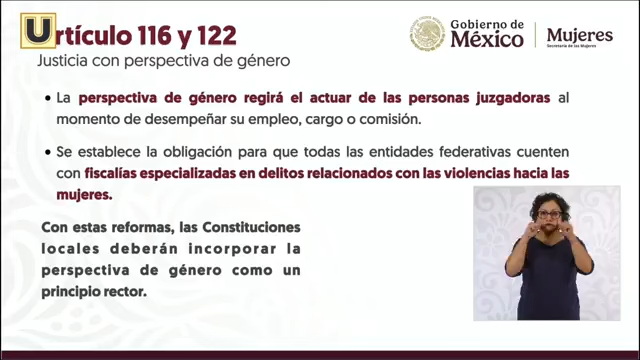 U
rtículo 116 y 122
Justicia con perspectiva de género
Gobierno de
México
Mujeres
Secretaría de las Mujeres
• La perspectiva de género regirá el actuar de las personas juzgadoras al
momento de desempeñar su empleo, cargo o comisión.
• Se establece la obligación para que todas las entidades federativas cuenten
con fiscalías especializadas en delitos relacionados con las violencias hacia las
mujeres.
Con estas reformas, las Constituciones
locales deberán incorporar la
perspectiva de género como un
principio rector.